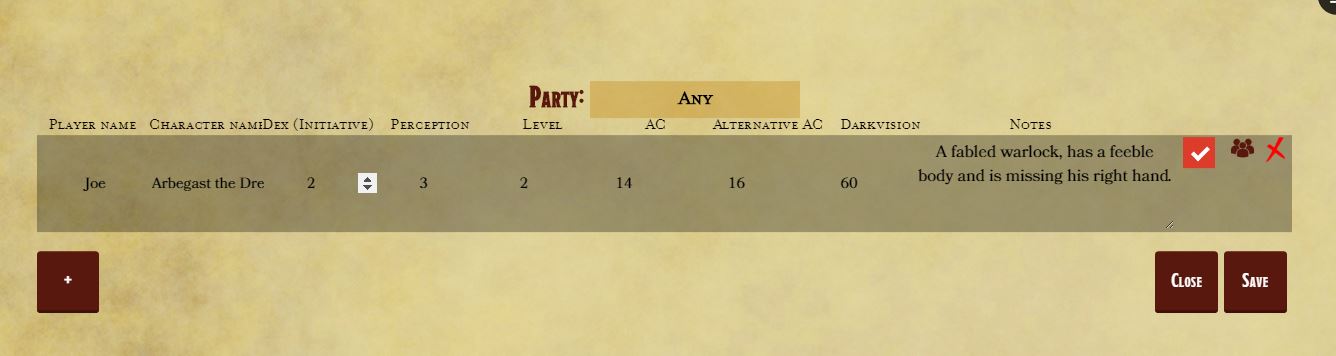 Party: Any
Player name Character name Dex (Initiative) Perception Level AC Alternative AC Darkvision Notes
A fabled warlock, has a feeble
body and is missing his right hand.
Joe Arbegast the Dre 2 3 2 14 16 60
+ Close Save